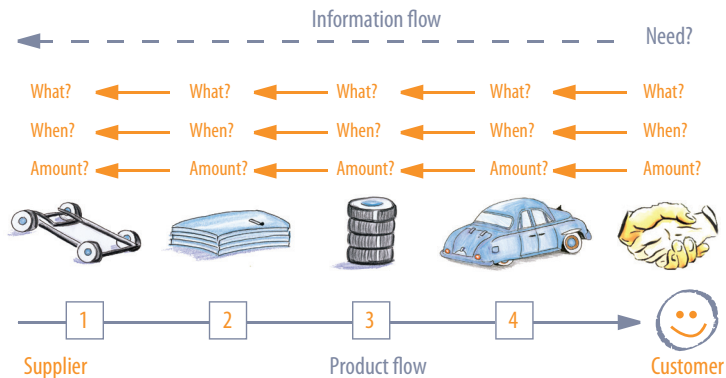 Information flow
Need?
What? What? What? What? What?
When? When? When? When? When?
Amount? Amount? Amount? Amount? Amount?
1 2 3 4
Supplier Product flow Customer